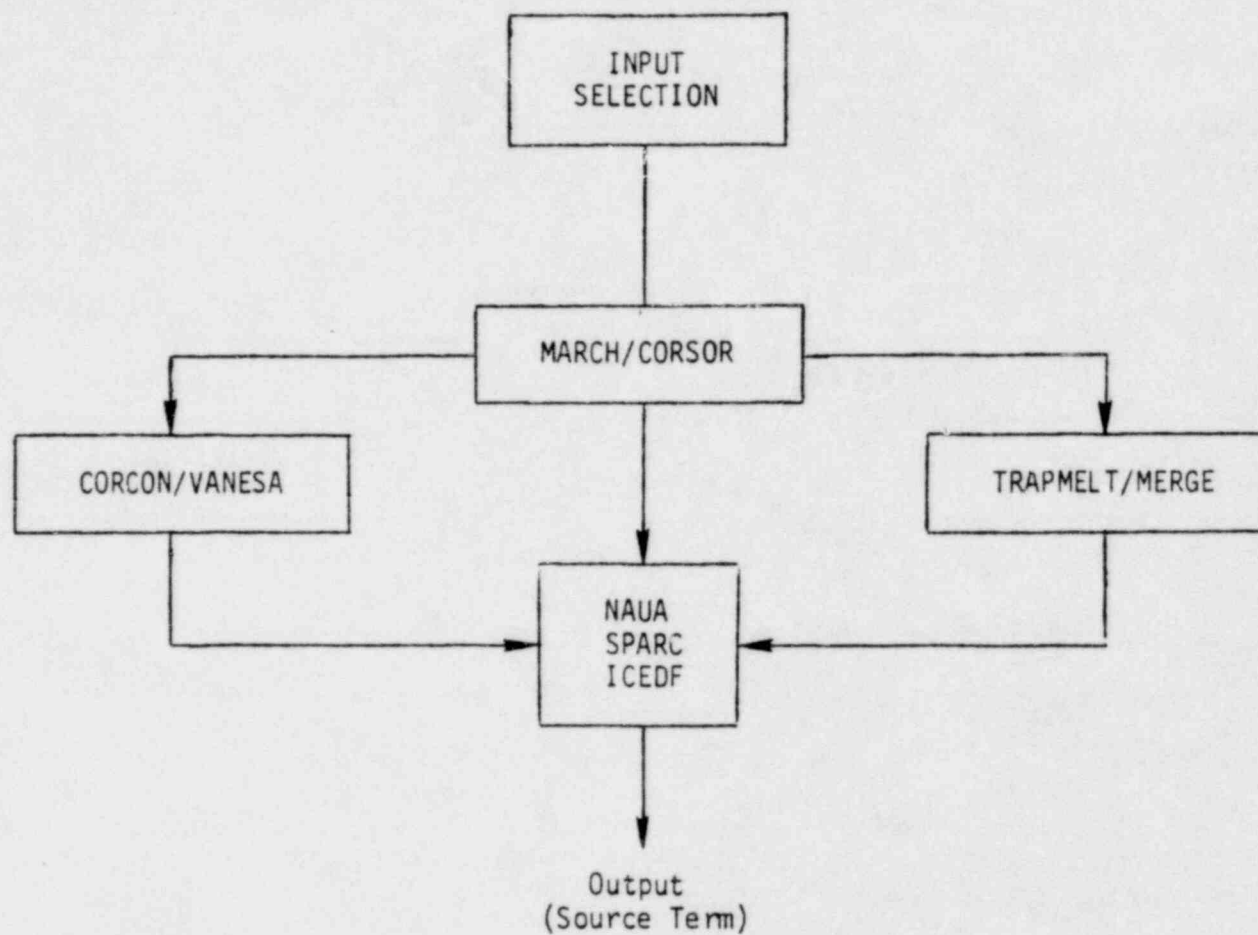 INPUT
SELECTION
MARCH/CORSOR
CORCON/VANESA
TRAPMELT/MERGE
NAUA
SPARC
ICEDF
Output
(Source Term)